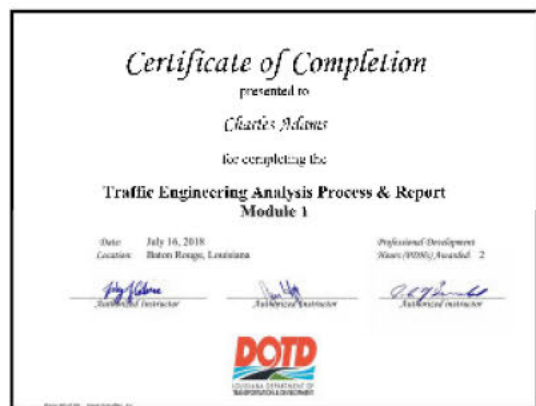 Certificate of Completion
presented to
Charles Adams
for completing the
Traffic Engineering Analysis Process & Report
Module 1
Date: July 16, 2018
Location: Baton Rouge, Louisiana
Professional Development
Hours (PDHs) Awarded: 2
Authorized Instructor
Authorized Instructor
Authorized instructor
DOTD
LOUISIANA DEPARTMENT OF
TRANSPORTATION & DEVELOPMENT